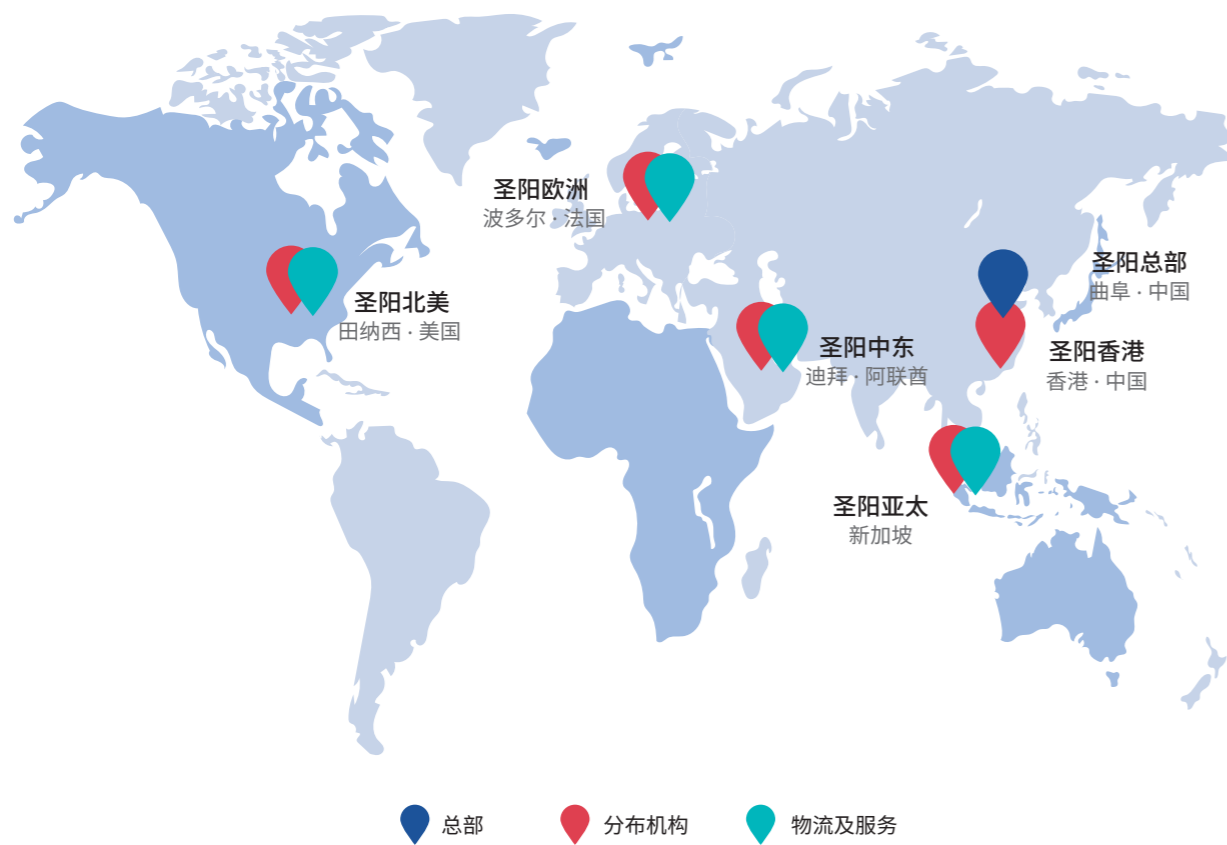 圣阳欧洲
波多尔 · 法国
圣阳北美
田纳西 · 美国
圣阳中东
迪拜 · 阿联酋
圣阳总部
曲阜 · 中国
圣阳香港
香港 · 中国
圣阳亚太
新加坡
总部
分布机构
物流及服务